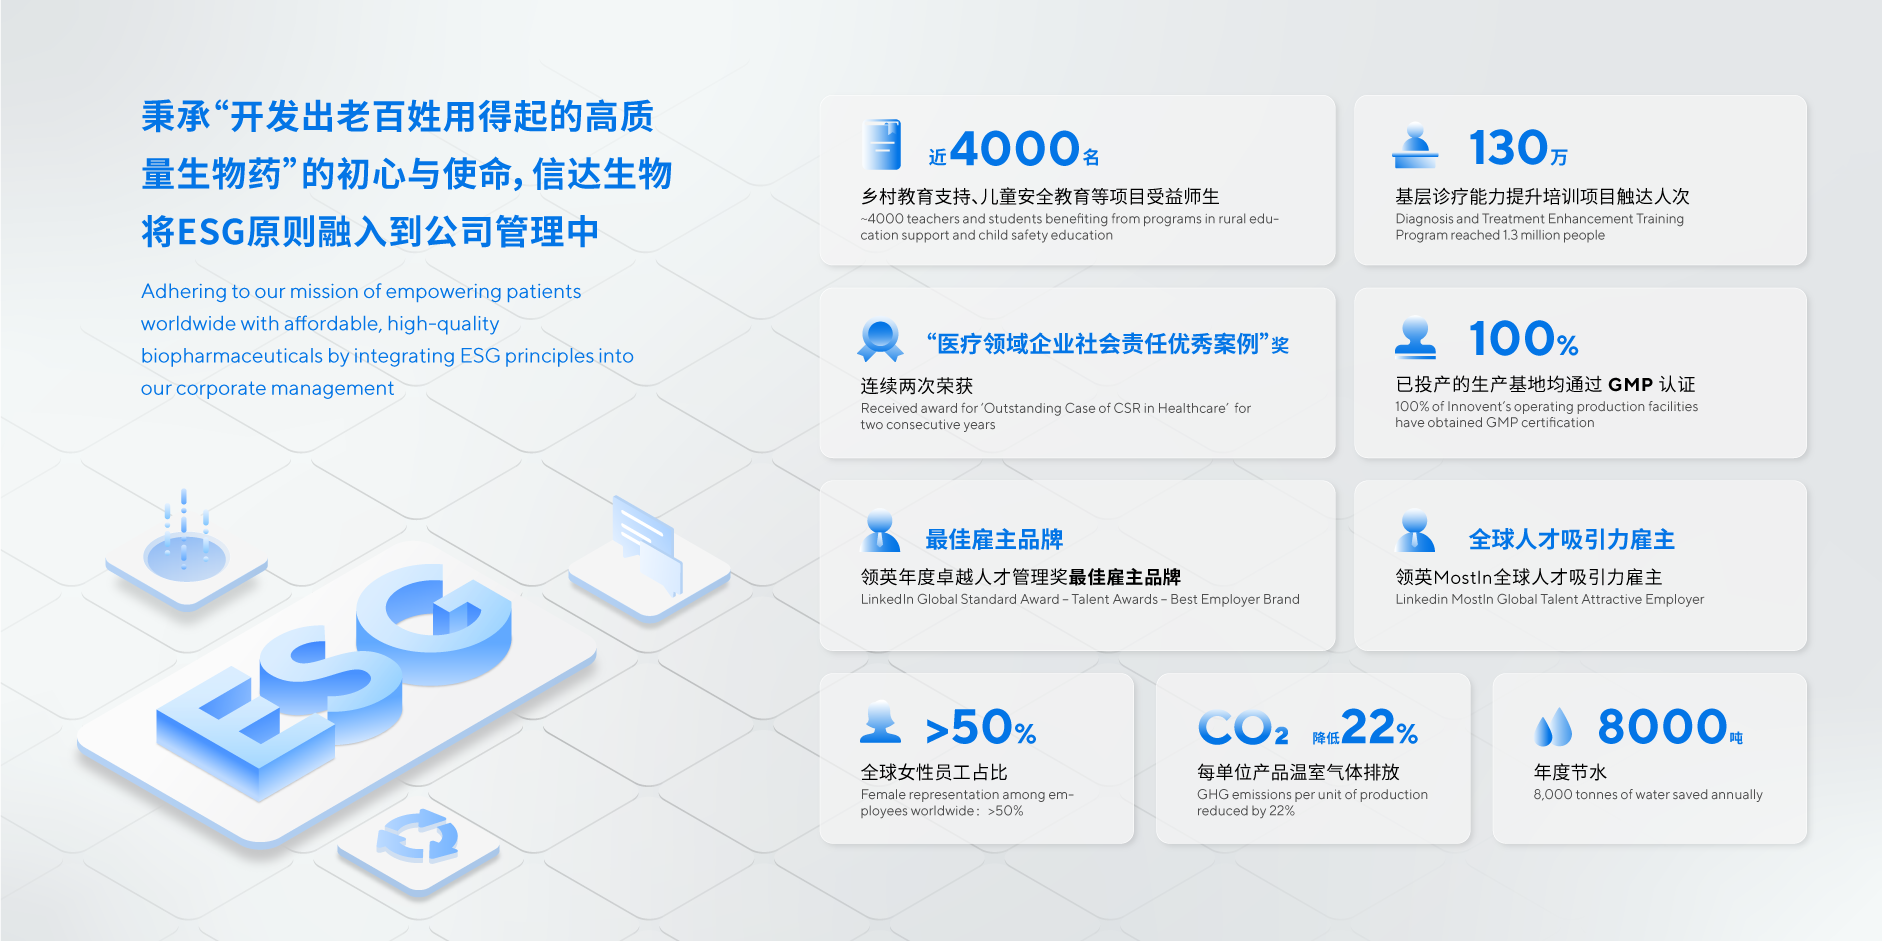 秉承“开发出老百姓用得起的高质
量生物药”的初心与使命，信达生物
将ESG原则融入到公司管理中
Adhering to our mission of empowering patients
worldwide with affordable, high-quality
biopharmaceuticals by integrating ESG principles into
our corporate management
ESG
近4000名
乡村教育支持、儿童安全教育等项目受益师生
~4000 teachers and students benefiting from programs in rural edu-
cation support and child safety education
130万
基层诊疗能力提升培训项目触达人次
Diagnosis and Treatment Enhancement Training
Program reached 1.3 million people
“医疗领域企业社会责任优秀案例”奖
连续两次荣获
Received award for ‘Outstanding Case of CSR in Healthcare’ for
two consecutive years
100%
已投产的生产基地均通过 GMP 认证
100% of Innovent’s operating production facilities
have obtained GMP certification
最佳雇主品牌
领英年度卓越人才管理奖最佳雇主品牌
LinkedIn Global Standard Award – Talent Awards – Best Employer Brand
全球人才吸引力雇主
领英MostIn全球人才吸引力雇主
Linkedin MostIn Global Talent Attractive Employer
>50%
全球女性员工占比
Female representation among em-
ployees worldwide：>50%
CO2 降低22%
每单位产品温室气体排放
GHG emissions per unit of production
reduced by 22%
8000吨
年度节水
8,000 tonnes of water saved annually